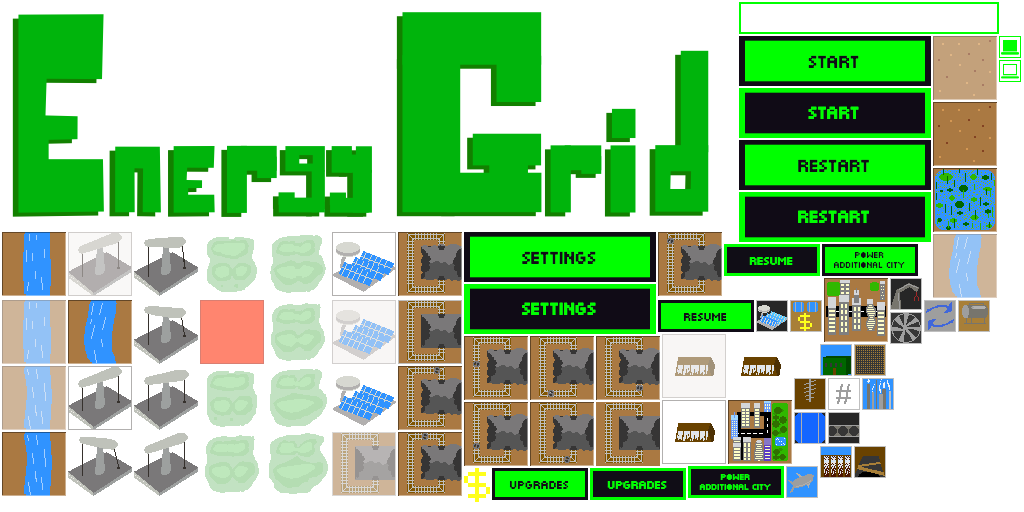 Energy Grid
START
START
RESTART
RESTART
SETTINGS
RESUME
POWER
ADDITIONAL CITY
SETTINGS
RESUME
$
#
$
UPGRADES
UPGRADES
POWER
ADDITIONAL CITY